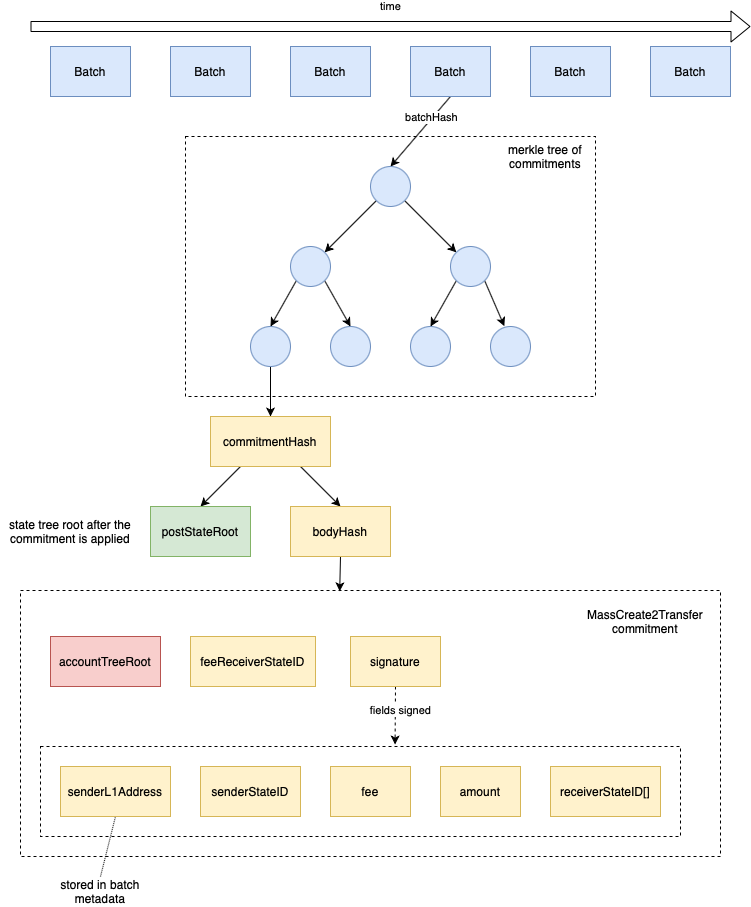 time
Batch
Batch
Batch
Batch
Batch
Batch
batchHash
merkle tree of
commitments
commitmentHash
state tree root after the
commitment is applied
postStateRoot
bodyHash
MassCreate2Transfer
commitment
accountTreeRoot
feeReceiverStateID
signature
fields signed
senderL1Address
senderStateID
fee
amount
receiverStateID[]
stored in batch
metadata